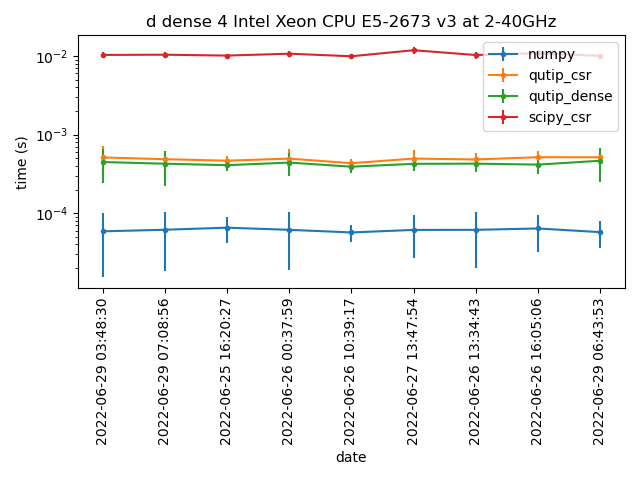 d dense 4 Intel Xeon CPU E5-2673 v3 at 2-40GHz
numpy
qutip_csr
qutip_dense
scipy_csr
time (s)
10⁻²
10⁻³
10⁻⁴
2022-06-29 03:48:30
2022-06-29 07:08:56
2022-06-25 16:20:27
2022-06-26 00:37:59
2022-06-26 10:39:17
2022-06-27 13:47:54
2022-06-26 13:34:43
2022-06-26 16:05:06
2022-06-29 06:43:53
date